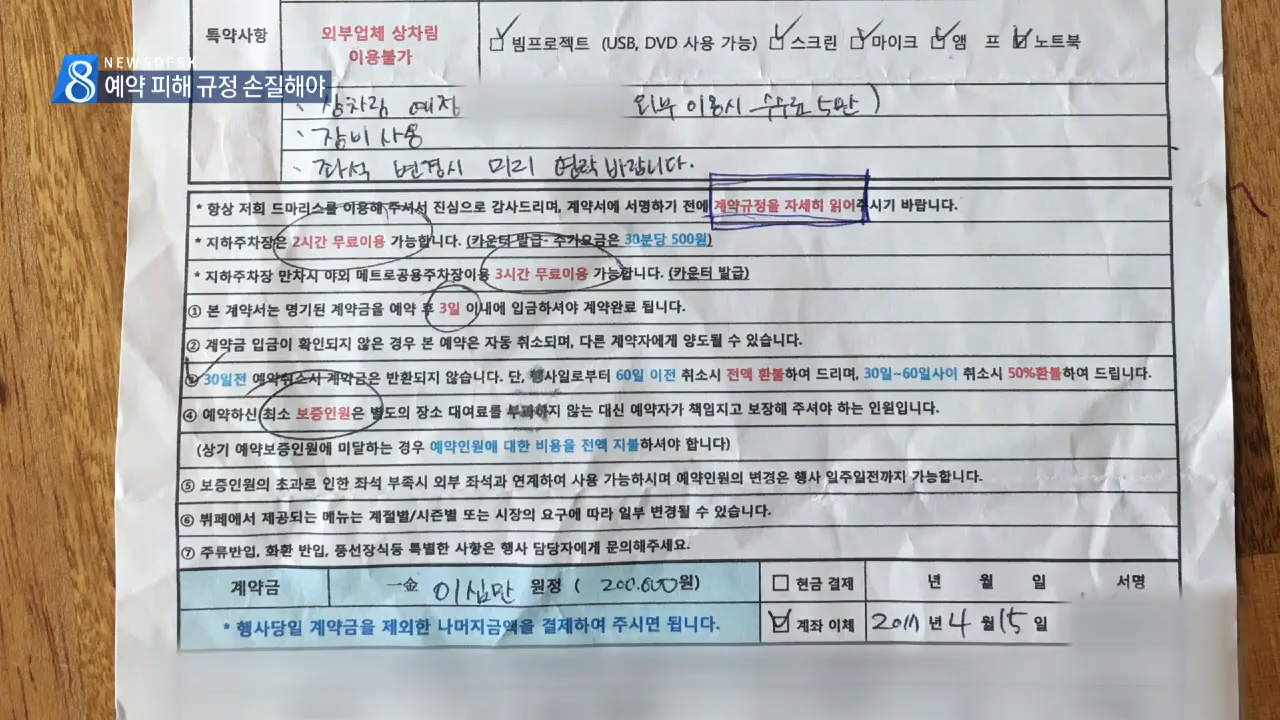 특약사항
외부업체 상차림
이용불가
빔프로젝트 (USB, DVD 사용 가능) 스크린 마이크 앰 프 노트북
8 NEWSDESK
예약 피해 규정 손질해야
상차림 예정 외부 이용시 수수료 5만)
장비 사용
좌석 변경시 미리 연락 바랍니다.
* 항상 저희 드마리스를 이용해 주셔서 진심으로 감사드리며, 계약서에 서명하기 전에 계약규정을 자세히 읽어주시기 바랍니다.
* 지하주차장은 2시간 무료이용 가능합니다. (카운터 발급- 추가요금은 30분당 500원)
* 지하주차장 만차시 야외 메트로공용주차장이용 3시간 무료이용 가능합니다. (카운터 발급)
① 본 계약서는 명기된 계약금을 예약 후 3일 이내에 입금하셔야 계약완료 됩니다.
② 계약금 입금이 확인되지 않은 경우 본 예약은 자동 취소되며, 다른 계약자에게 양도될 수 있습니다.
③ 30일전 예약취소시 계약금은 반환되지 않습니다. 단, 행사일로부터 60일 이전 취소시 전액 환불하여 드리며, 30일~60일사이 취소시 50%환불하여 드립니다.
④ 예약하신 최소 보증인원은 별도의 장소 대여료를 부과하지 않는 대신 예약자가 책임지고 보장해 주셔야 하는 인원입니다.
(상기 예약보증인원에 미달하는 경우 예약인원에 대한 비용을 전액 지불하셔야 합니다)
⑤ 보증인원의 초과로 인한 좌석 부족시 외부 좌석과 연계하여 사용 가능하시며 예약인원의 변경은 행사 일주일전까지 가능합니다.
⑥ 뷔페에서 제공되는 메뉴는 계절별/시즌별 또는 시장의 요구에 따라 일부 변경될 수 있습니다.
⑦ 주류반입, 화환 반입, 풍선장식등 특별한 사항은 행사 담당자에게 문의해주세요.
계약금 一金 이십만 원정 ( 200.000원) 현금 결제 년 월 일 서명
* 행사당일 계약금을 제외한 나머지금액을 결제하여 주시면 됩니다. 계좌 이체 2017 년 4 월 15 일